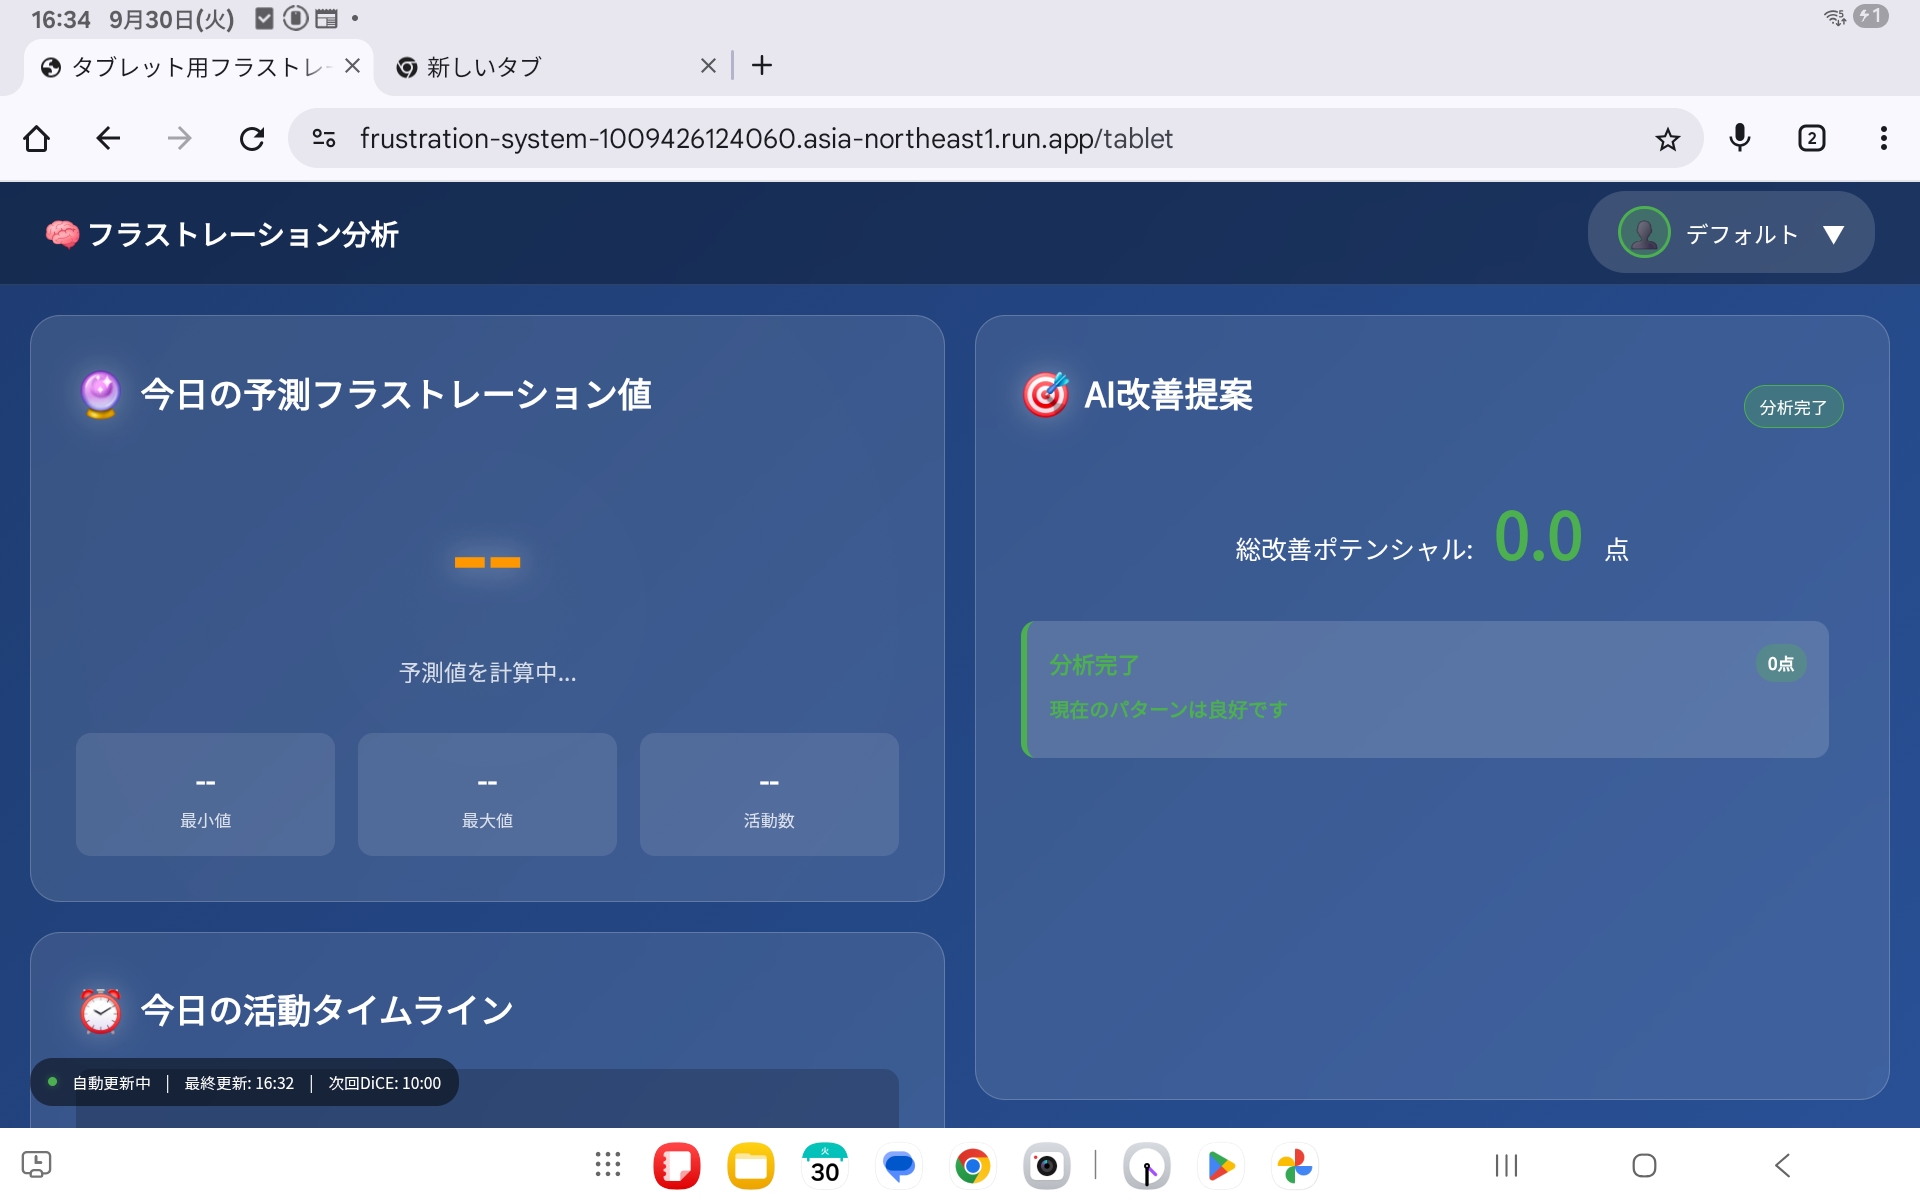 16:34 9月30日(火)
タブレット用フラストレ
新しいタブ
frustration-system-1009426124060.asia-northeast1.run.app/tablet
2
1
フラストレーション分析
デフォルト ▼
今日の予測フラストレーション値
--
予測値を計算中...
--
最小値
--
最大値
--
活動数
AI改善提案
分析完了
総改善ポテンシャル: 0.0 点
分析完了
0点
現在のパターンは良好です
今日の活動タイムライン
自動更新中 | 最終更新: 16:32 | 次回DiCE: 10:00
火
30